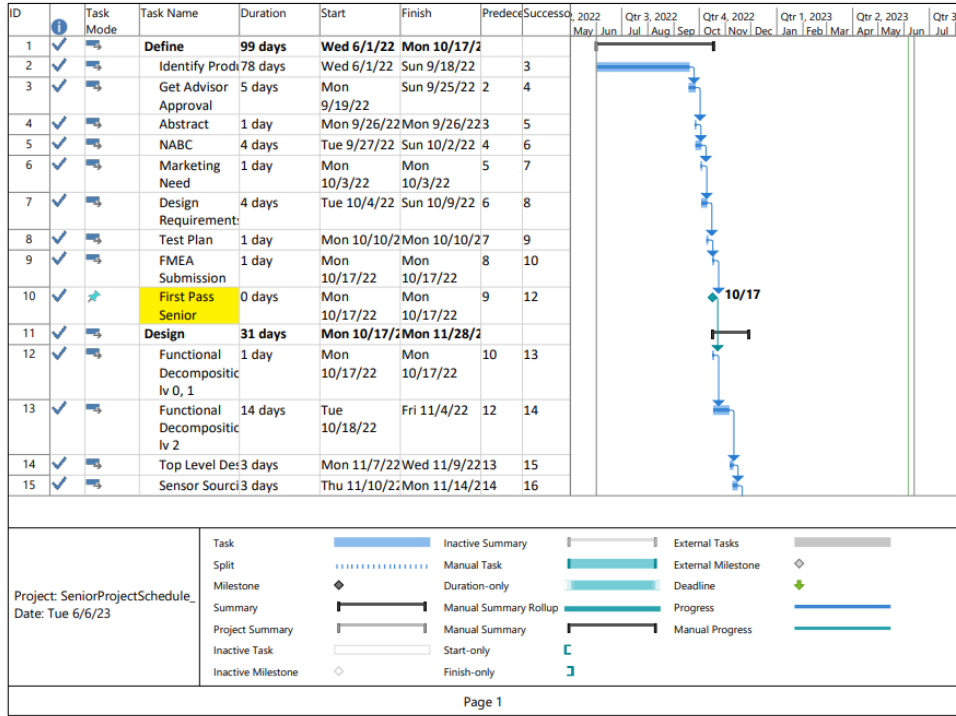 ID Task Mode Task Name Duration Start Finish Predece Successo , 2022 Qtr 3, 2022 Qtr 4, 2022 Qtr 1, 2023 Qtr 2, 2023 Qtr 3
May Jun Jul Aug Sep Oct Nov Dec Jan Feb Mar Apr May Jun Jul
1 Define 99 days Wed 6/1/22 Mon 10/17/2
2 Identify Produ 78 days Wed 6/1/22 Sun 9/18/22 3
3 Get Advisor 5 days Mon Sun 9/25/22 2 4
Approval 9/19/22
4 Abstract 1 day Mon 9/26/22 Mon 9/26/22 3 5
5 NABC 4 days Tue 9/27/22 Sun 10/2/22 4 6
6 Marketing 1 day Mon Mon 5 7
Need 10/3/22 10/3/22
7 Design 4 days Tue 10/4/22 Sun 10/9/22 6 8
Requirements
8 Test Plan 1 day Mon 10/10/2 Mon 10/10/2 7 9
9 FMEA 1 day Mon Mon 8 10
Submission 10/17/22 10/17/22
10 First Pass 0 days Mon Mon 9 12 10/17
Senior 10/17/22 10/17/22
11 Design 31 days Mon 10/17/2 Mon 11/28/2
12 Functional 1 day Mon Mon 10 13
Decompositic 10/17/22 10/17/22
lv 0, 1
13 Functional 14 days Tue Fri 11/4/22 12 14
Decompositic 10/18/22
lv 2
14 Top Level Des 3 days Mon 11/7/22 Wed 11/9/22 13 15
15 Sensor Sourci 3 days Thu 11/10/22 Mon 11/14/2 14 16
Project: SeniorProjectSchedule_
Date: Tue 6/6/23
Task Inactive Summary External Tasks
Split Manual Task External Milestone
Milestone Duration-only Deadline
Summary Manual Summary Rollup Progress
Project Summary Manual Summary Manual Progress
Inactive Task Start-only
Inactive Milestone Finish-only
Page 1